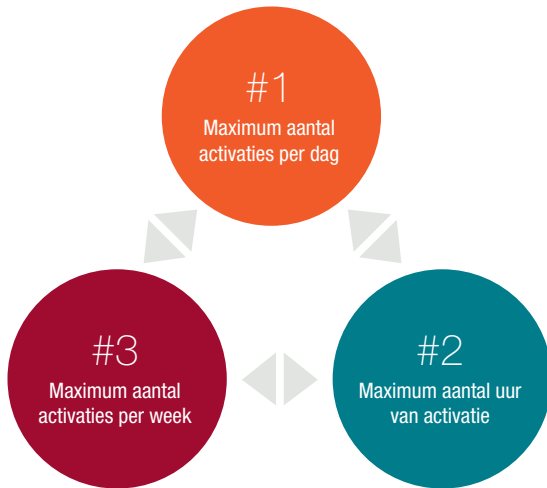 #1
Maximum aantal
activaties per dag
#3
Maximum aantal
activaties per week
#2
Maximum aantal uur
van activatie